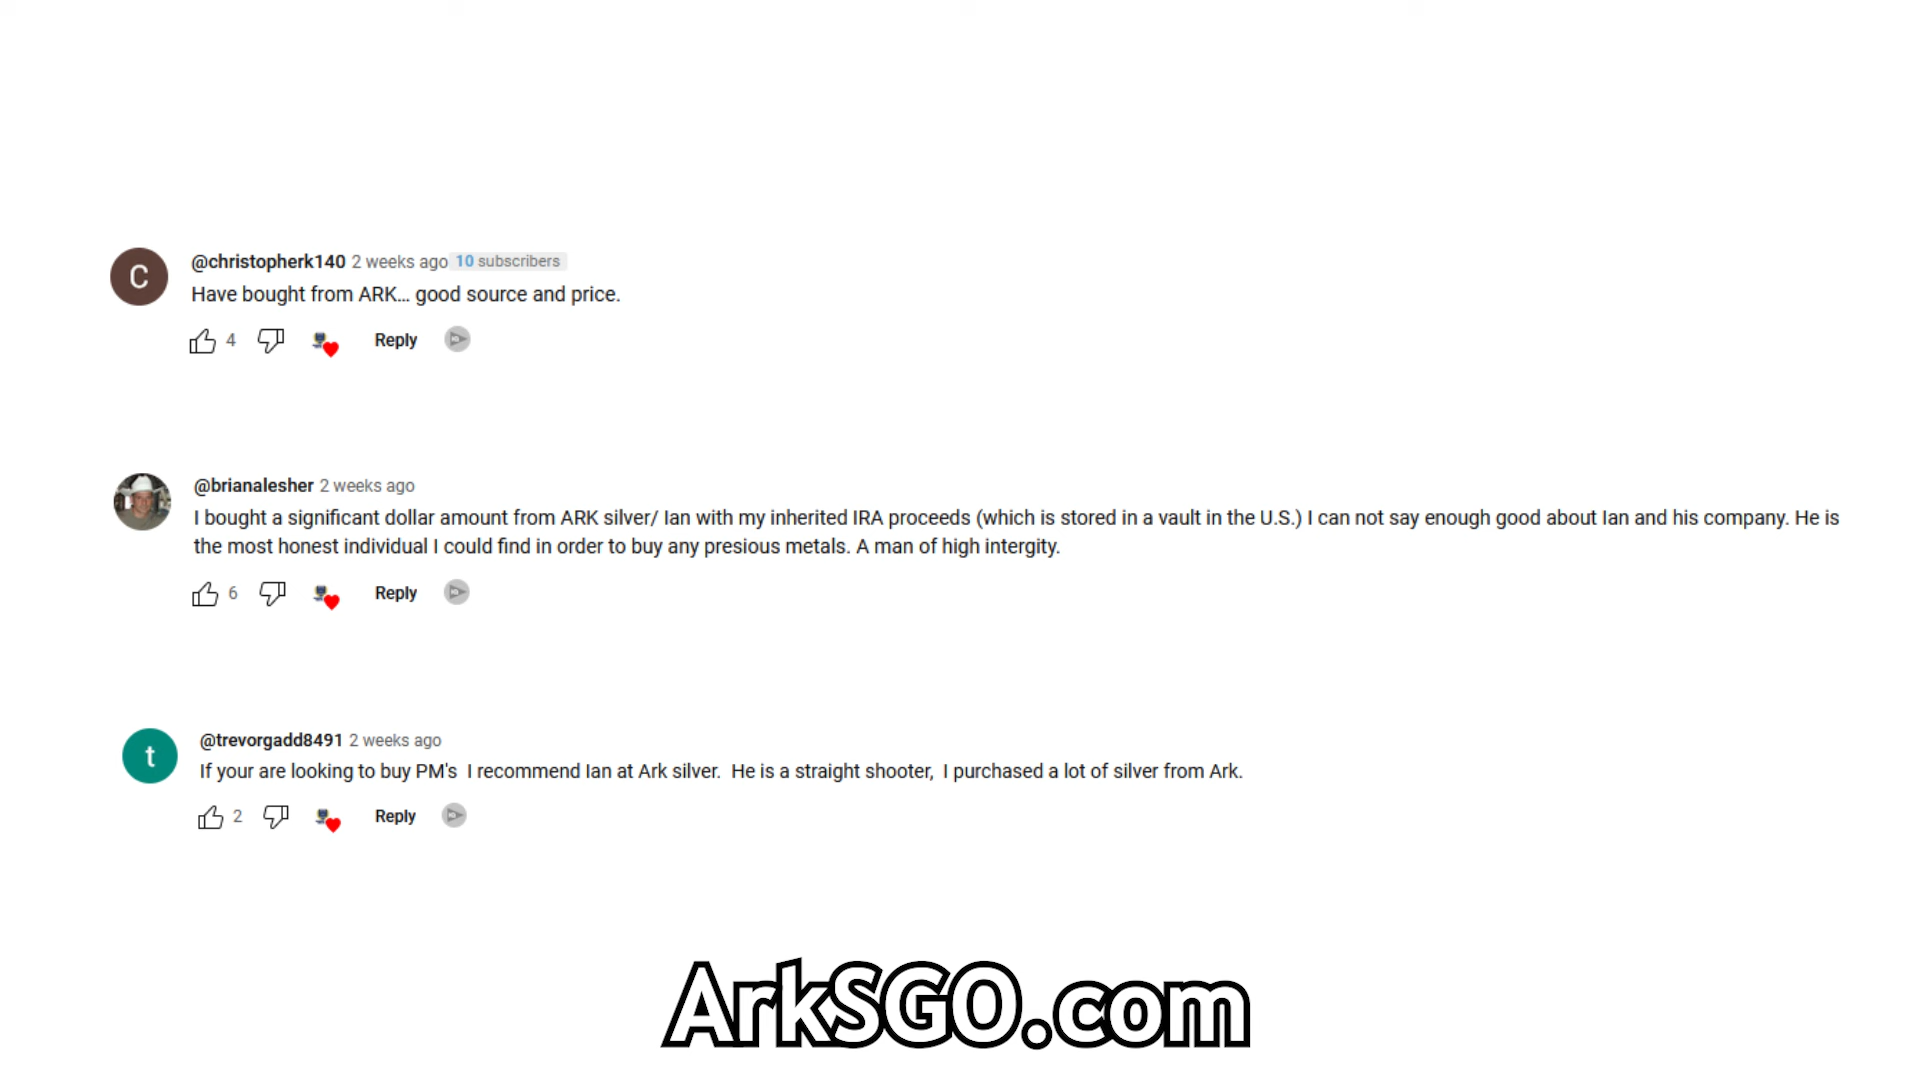 C
@christopherk140 2 weeks ago 10 subscribers
Have bought from ARK... good source and price.
4 Reply
@brianalesher 2 weeks ago
I bought a significant dollar amount from ARK silver/ Ian with my inherited IRA proceeds (which is stored in a vault in the U.S.) I can not say enough good about Ian and his company. He is
the most honest individual I could find in order to buy any presious metals. A man of high intergity.
6 Reply
t
@trevorgadd8491 2 weeks ago
If your are looking to buy PM's  I recommend Ian at Ark silver.  He is a straight shooter,  I purchased a lot of silver from Ark.
2 Reply
ArkSGO.com